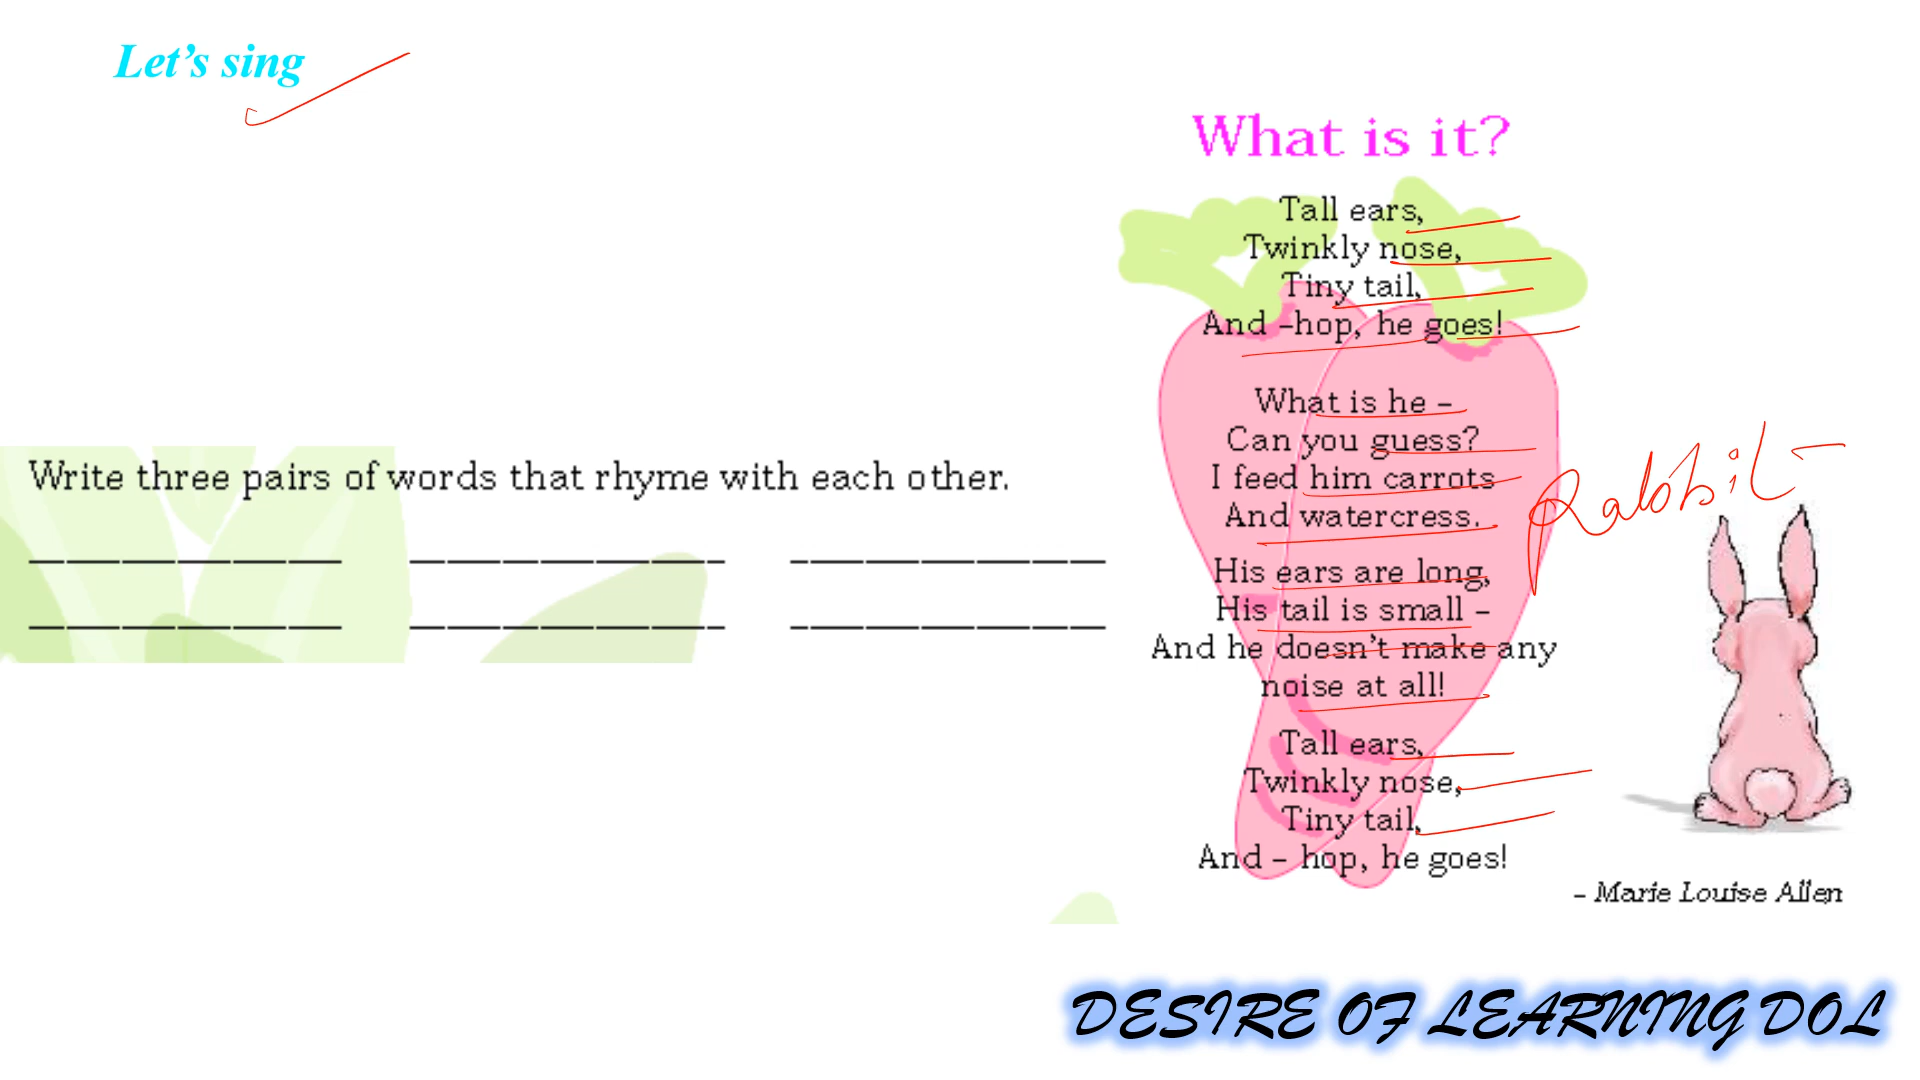 Let's sing
What is it?
Tall ears,
Twinkly nose,
Tiny tail,
And -hop, he goes!
What is he –
Can you guess?
I feed him carrots
And watercress.
His ears are long,
His tail is small –
And he doesn't make any
noise at all!
Tall ears,
Twinkly nose,
Tiny tail,
And – hop, he goes!
– Marie Louise Allen
Rabbit
Write three pairs of words that rhyme with each other.
DESIRE OF LEARNING DOL